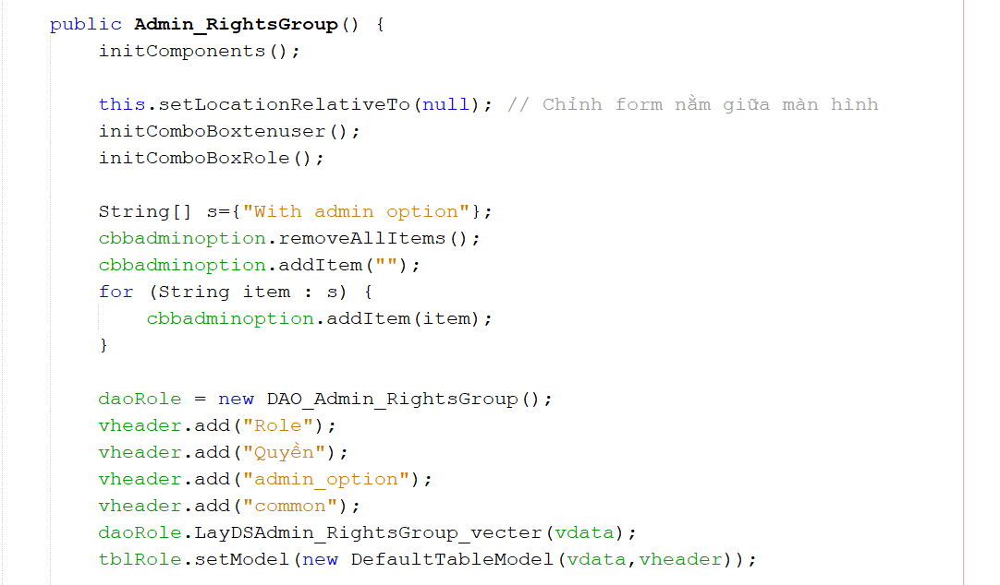 public Admin_RightsGroup() {
initComponents();
this.setLocationRelativeTo(null); // Chỉnh form nằm giữa màn hình
initComboBoxtenuser();
initComboBoxRole();
String[] s={"With admin option"};
cbbadminoption.removeAllItems();
cbbadminoption.addItem("");
for (String item : s) {
cbbadminoption.addItem(item);
}
daoRole = new DAO_Admin_RightsGroup();
vheader.add("Role");
vheader.add("Quyền");
vheader.add("admin_option");
vheader.add("common");
daoRole.LayDSAdmin_RightsGroup_vecter(vdata);
tblRole.setModel(new DefaultTableModel(vdata,vheader));